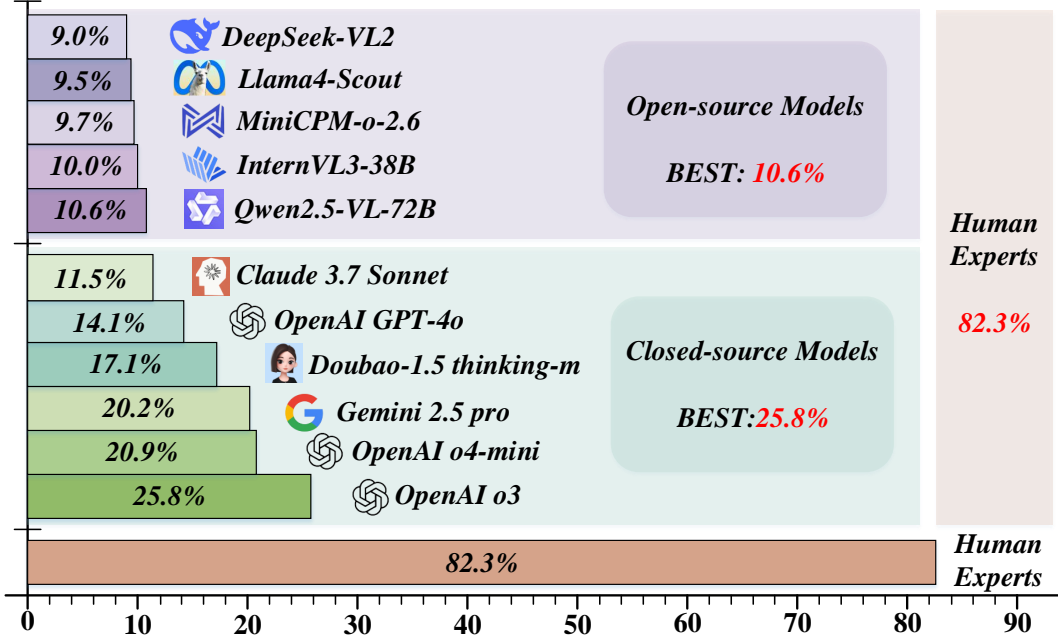 9.0%
DeepSeek-VL2
9.5%
Llama4-Scout
9.7%
MiniCPM-o-2.6
10.0%
InternVL3-38B
10.6%
Qwen2.5-VL-72B
Open-source Models
BEST: 10.6%
11.5%
Claude 3.7 Sonnet
14.1%
OpenAI GPT-4o
17.1%
Doubao-1.5 thinking-m
20.2%
Gemini 2.5 pro
20.9%
OpenAI o4-mini
25.8%
OpenAI o3
Closed-source Models
BEST:25.8%
Human
Experts
82.3%
82.3%
Human
Experts
0 10 20 30 40 50 60 70 80 90